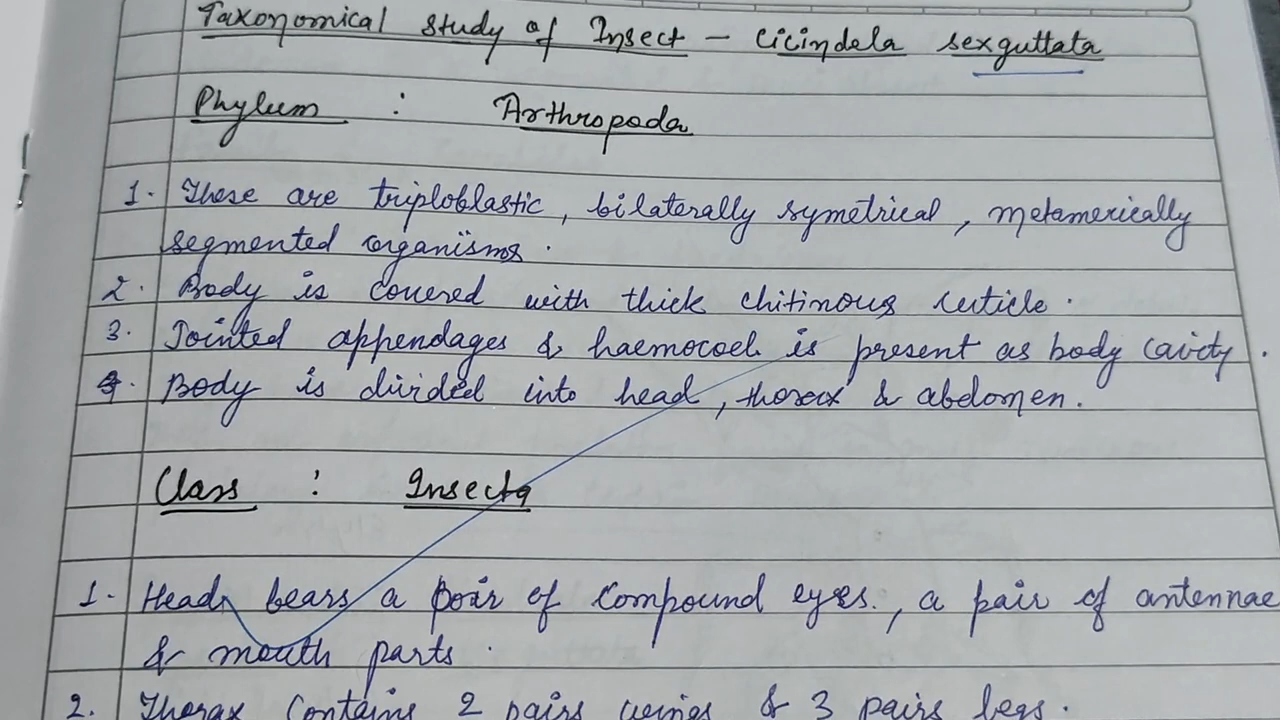 Taxonomical study of Insect - Cicindela sexguttata
Phylum : Arthropoda
1. These are triploblastic, bilaterally symetrical, metamerically
segmented organisms.
2. Body is covered with thick chitinous cuticle.
3. Jointed appendages & haemocoel is present as body cavity.
4. Body is divided into head, thorax & abdomen.
Class : Insecta
1. Head bears a pair of compound eyes., a pair of antennae
& mouth parts.
2. Thorax contains 2 pairs wings & 3 pairs legs.